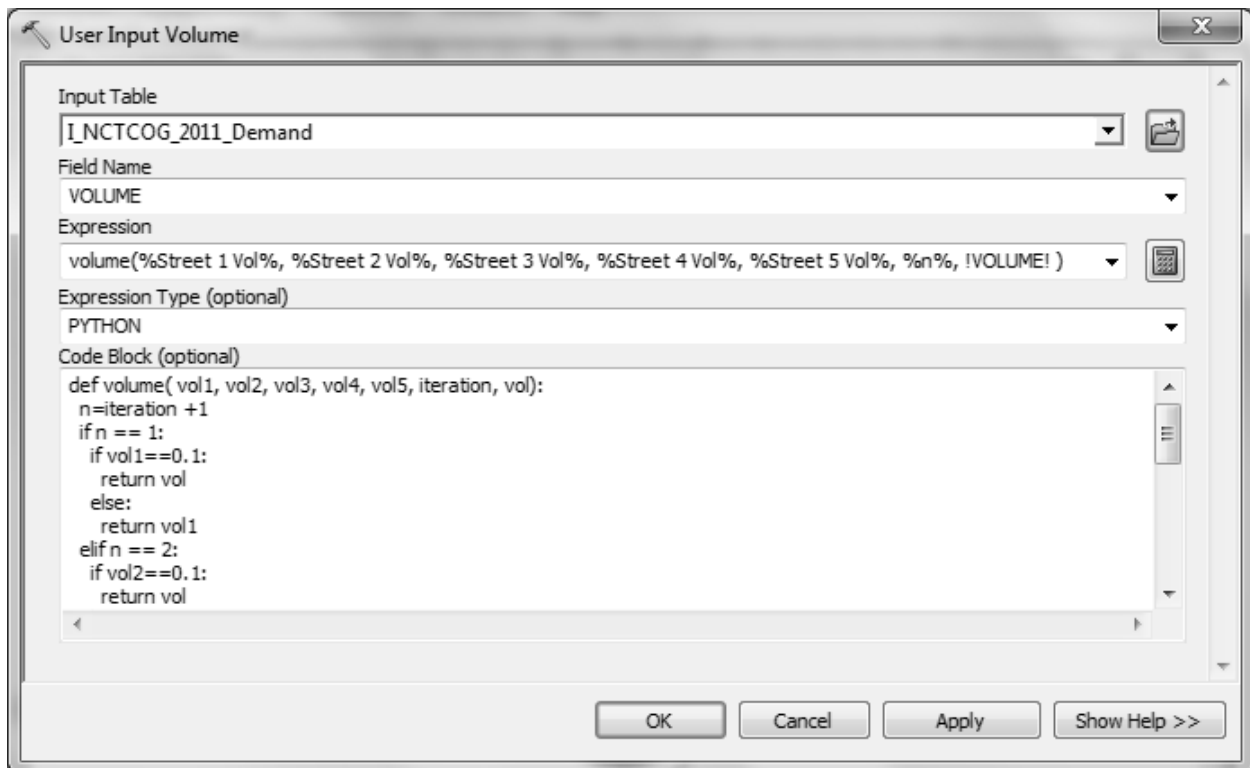 User Input Volume
Input Table
I_NCTCOG_2011_Demand
Field Name
VOLUME
Expression
volume(%Street 1 Vol%, %Street 2 Vol%, %Street 3 Vol%, %Street 4 Vol%, %Street 5 Vol%, %n%, !VOLUME! )
Expression Type (optional)
PYTHON
Code Block (optional)
def volume( vol1, vol2, vol3, vol4, vol5, iteration, vol):
n=iteration +1
if n == 1:
if vol1==0.1:
return vol
else:
return vol1
elif n == 2:
if vol2==0.1:
return vol
OK Cancel Apply Show Help >>